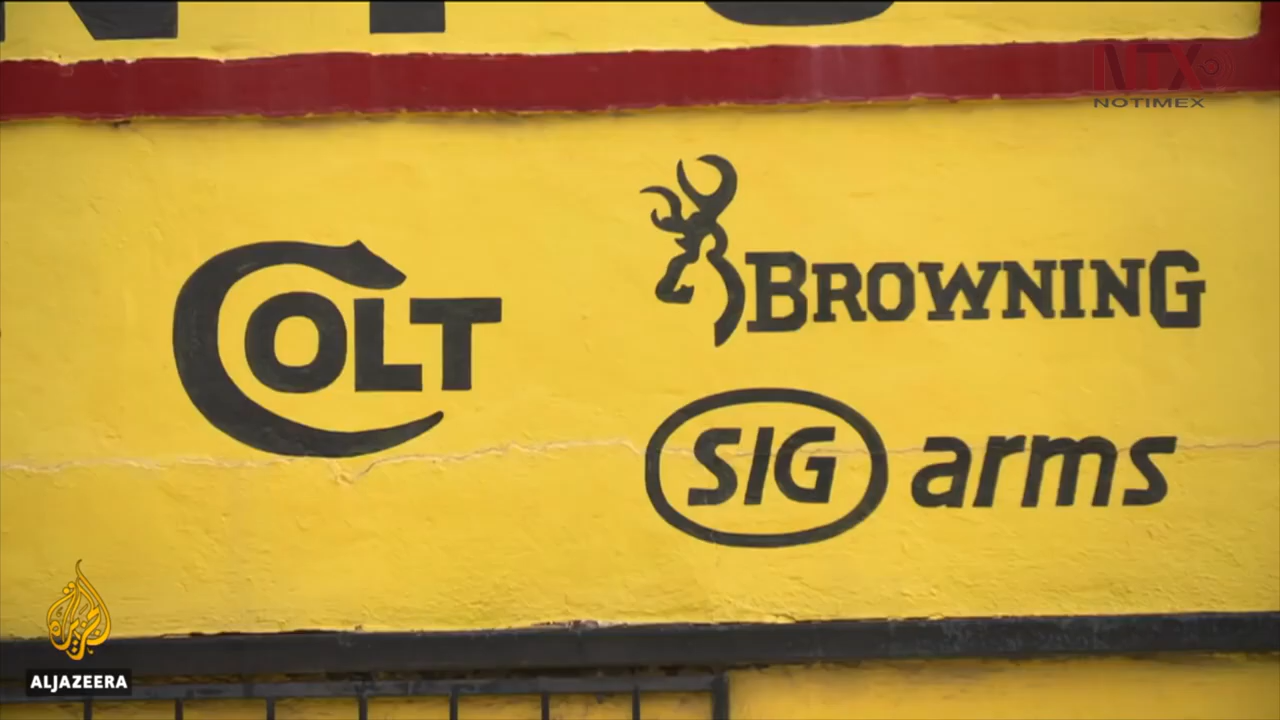 NTX
NOTIMEX
COLT
BROWNING
SIG arms
ALJAZEERA